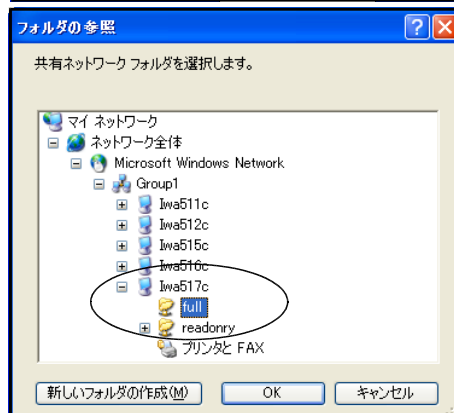 フォルダの参照
共有ネットワーク フォルダを選択します。
マイ ネットワーク
ネットワーク全体
Microsoft Windows Network
Group1
Iwa511c
Iwa512c
Iwa515c
Iwa516c
Iwa517c
full
readonry
プリンタと FAX
新しいフォルダの作成(M) OK キャンセル